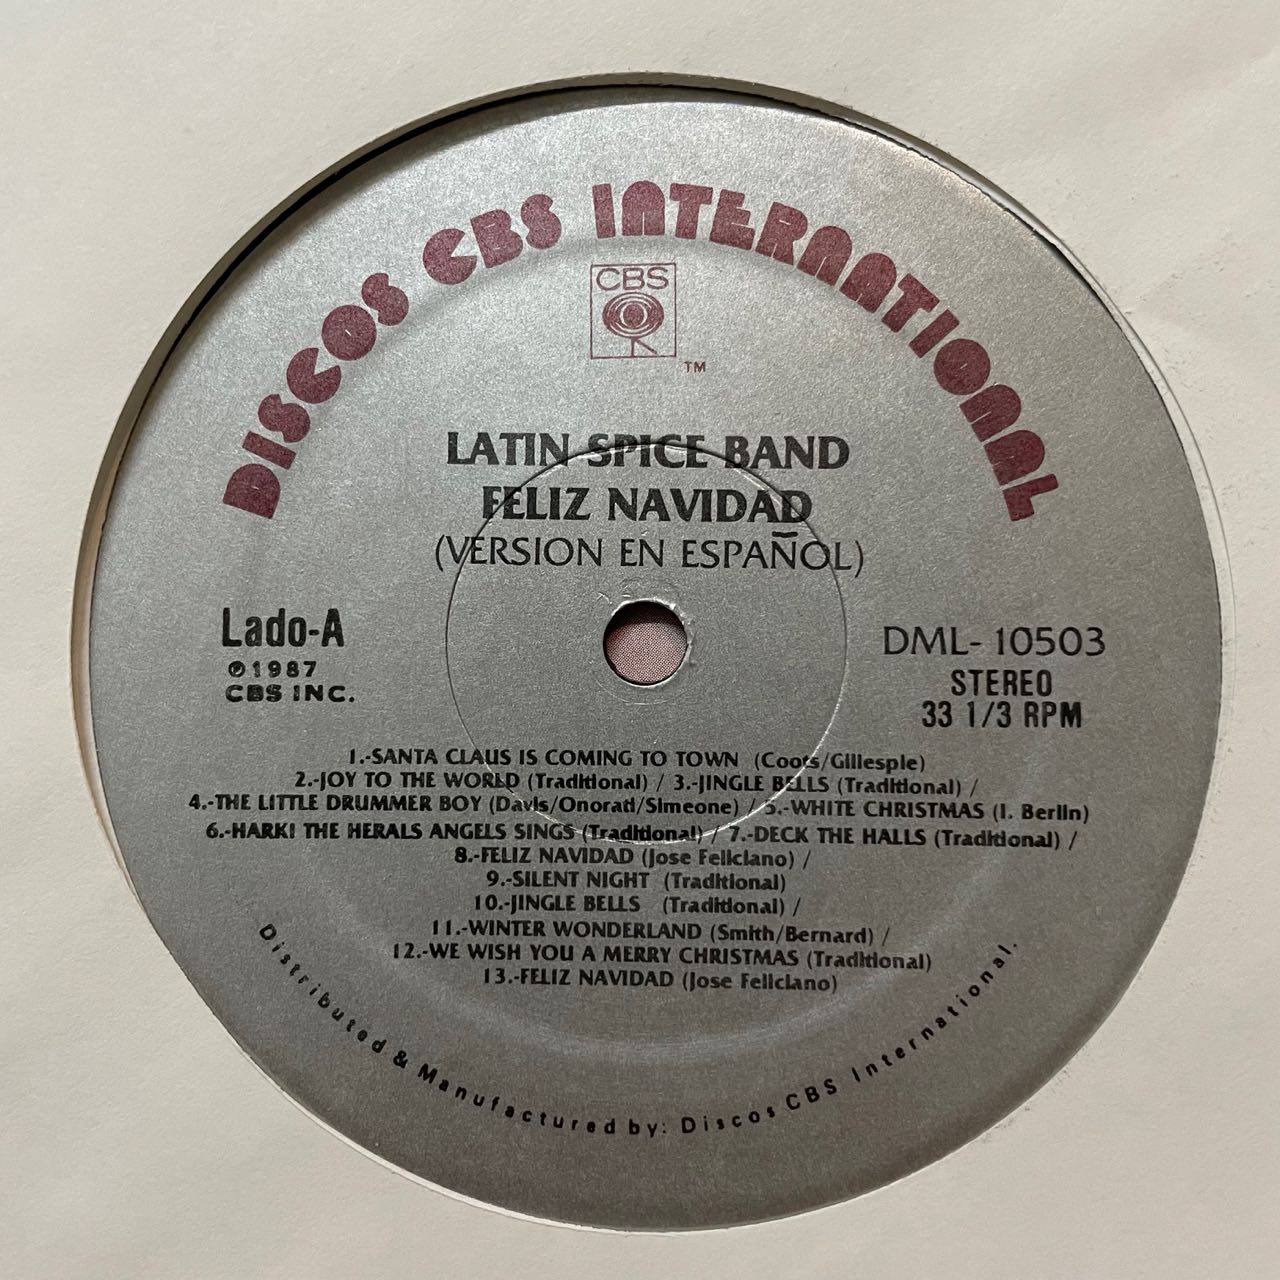 DISCOS CBS INTERNATIONAL
CBS
TM
LATIN SPICE BAND
FELIZ NAVIDAD
(VERSION EN ESPAÑOL)
Lado-A
℗1987
CBS INC.
DML- 10503
STEREO
33 1/3 RPM
1.-SANTA CLAUS IS COMING TO TOWN (Coots/Gillespie)
2.-JOY TO THE WORLD (Traditional) / 3.-JINGLE BELLS (Traditional) /
4.-THE LITTLE DRUMMER BOY (Davis/Onorati/Simeone) / 5.-WHITE CHRISTMAS (I. Berlin)
6.-HARK! THE HERALS ANGELS SINGS (Traditional) / 7.-DECK THE HALLS (Traditional) /
8.-FELIZ NAVIDAD (Jose Feliciano) /
9.-SILENT NIGHT (Traditional)
10.-JINGLE BELLS (Traditional) /
11.-WINTER WONDERLAND (Smith/Bernard) /
12.-WE WISH YOU A MERRY CHRISTMAS (Traditional)
13.-FELIZ NAVIDAD (Jose Feliciano)
Distributed & Manufactured by: Discos CBS International.